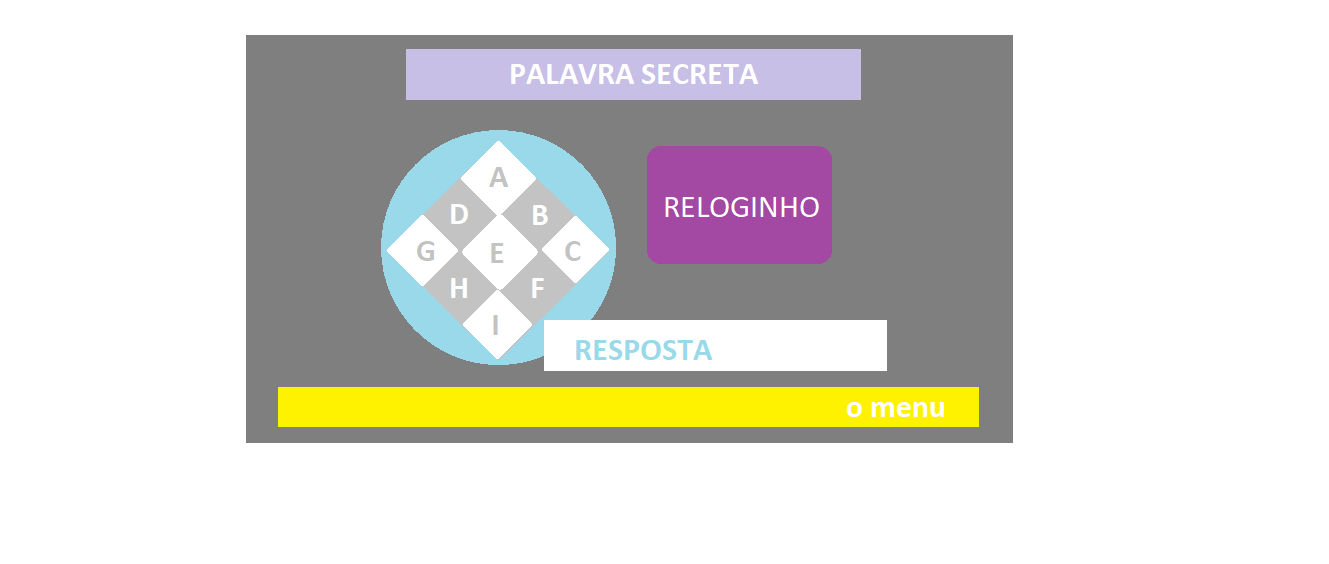 PALAVRA SECRETA
A
D B
G E C
H F
I
RELOGINHO
RESPOSTA
o menu